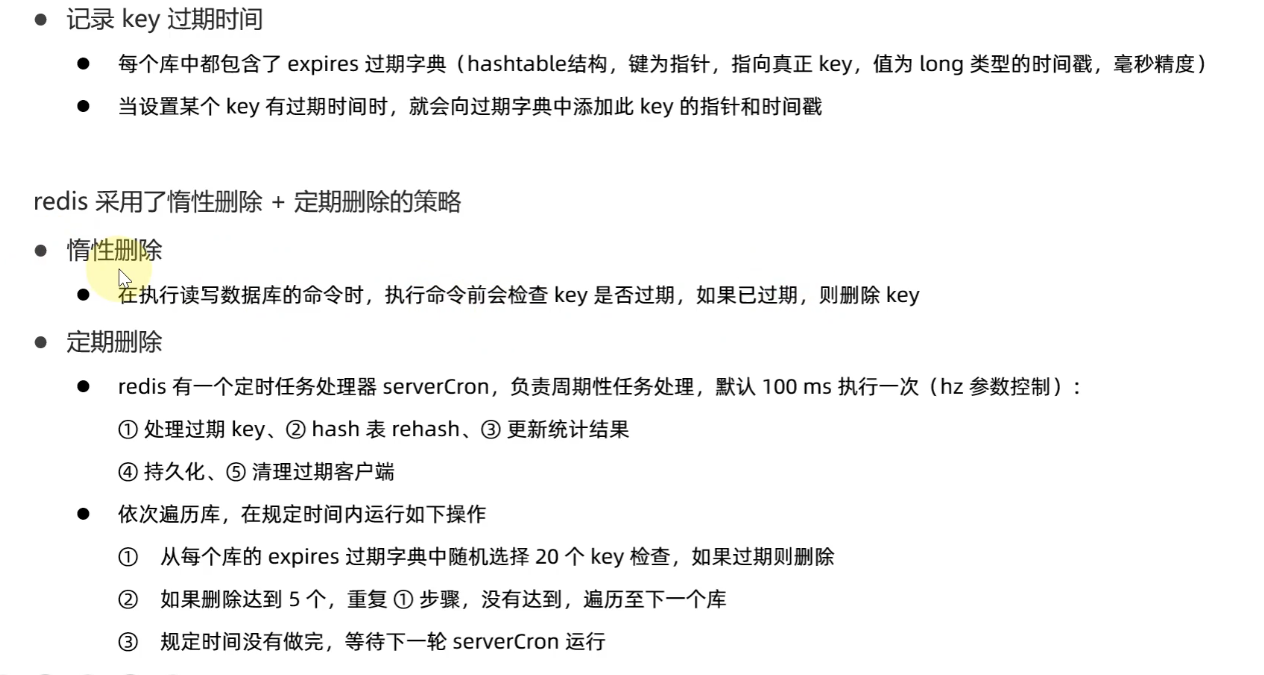 记录 key 过期时间
每个库中都包含了 expires 过期字典（hashtable结构，键为指针，指向真正 key，值为 long 类型的时间戳，毫秒精度）
当设置某个 key 有过期时间时，就会向过期字典中添加此 key 的指针和时间戳
redis 采用了惰性删除 + 定期删除的策略
惰性删除
在执行读写数据库的命令时，执行命令前会检查 key 是否过期，如果已过期，则删除 key
定期删除
redis 有一个定时任务处理器 serverCron，负责周期性任务处理，默认 100 ms 执行一次（hz 参数控制）：
① 处理过期 key、② hash 表 rehash、③ 更新统计结果
④ 持久化、⑤ 清理过期客户端
依次遍历库，在规定时间内运行如下操作
① 从每个库的 expires 过期字典中随机选择 20 个 key 检查，如果过期则删除
② 如果删除达到 5 个，重复 ① 步骤，没有达到，遍历至下一个库
③ 规定时间没有做完，等待下一轮 serverCron 运行